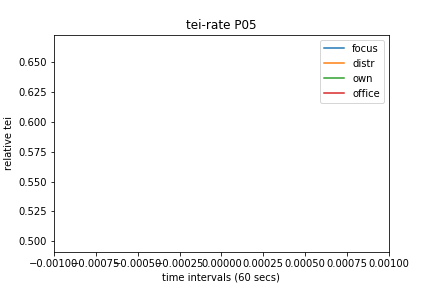 tei-rate P05
focus
distr
own
office
relative tei
0.650
0.625
0.600
0.575
0.550
0.525
0.500
−0.00100 −0.00075 −0.00050 −0.00025 0.00000 0.00025 0.00050 0.00075 0.00100
time intervals (60 secs)